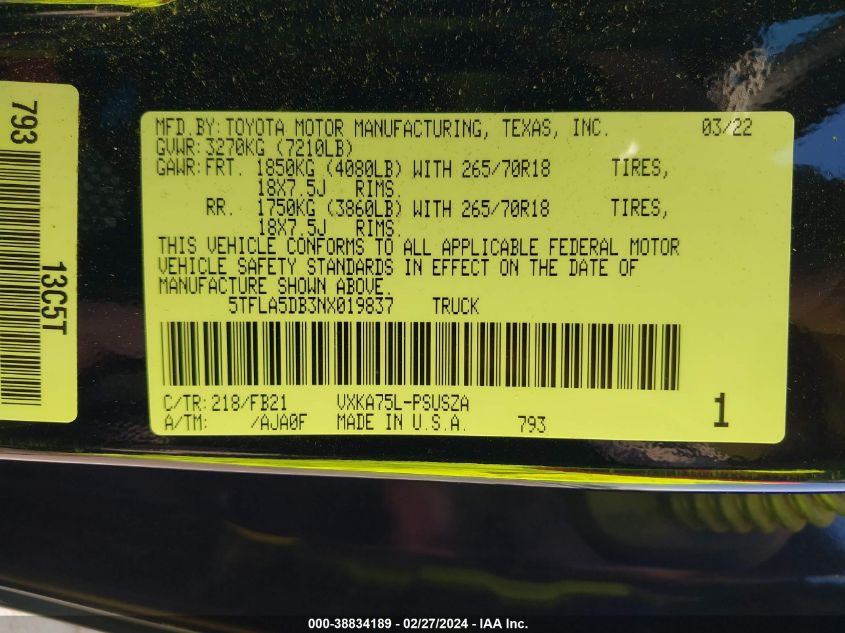 793
13C5T
MFD.BY: TOYOTA MOTOR MANUFACTURING, TEXAS, INC. 03/22
GVWR: 3270KG (7210LB)
GAWR: FRT. 1850KG (4080LB) WITH 265/70R18 TIRES,
18X7.5J RIMS.
RR. 1750KG (3860LB) WITH 265/70R18 TIRES,
18X7.5J RIMS.
THIS VEHICLE CONFORMS TO ALL APPLICABLE FEDERAL MOTOR
VEHICLE SAFETY STANDARDS IN EFFECT ON THE DATE OF
MANUFACTURE SHOWN ABOVE.
5TFLA5DB3NX019837 TRUCK
C/TR: 218/FB21 VXKA75L-PSUSZA
A/TM: /AJA0F MADE IN U.S.A. 793 1
000-38834189 - 02/27/2024 - IAA Inc.